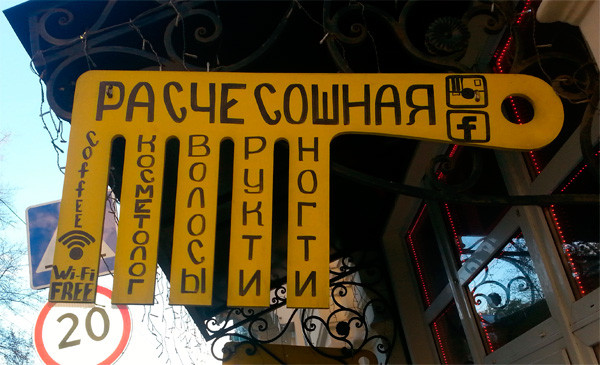 РАСЧЕСОШНАЯ
f
Coffee
Wi-Fi
FREE
КОСМЕТОЛОГ
ВОЛОСЫ
РУКТИ
НОГТИ
20